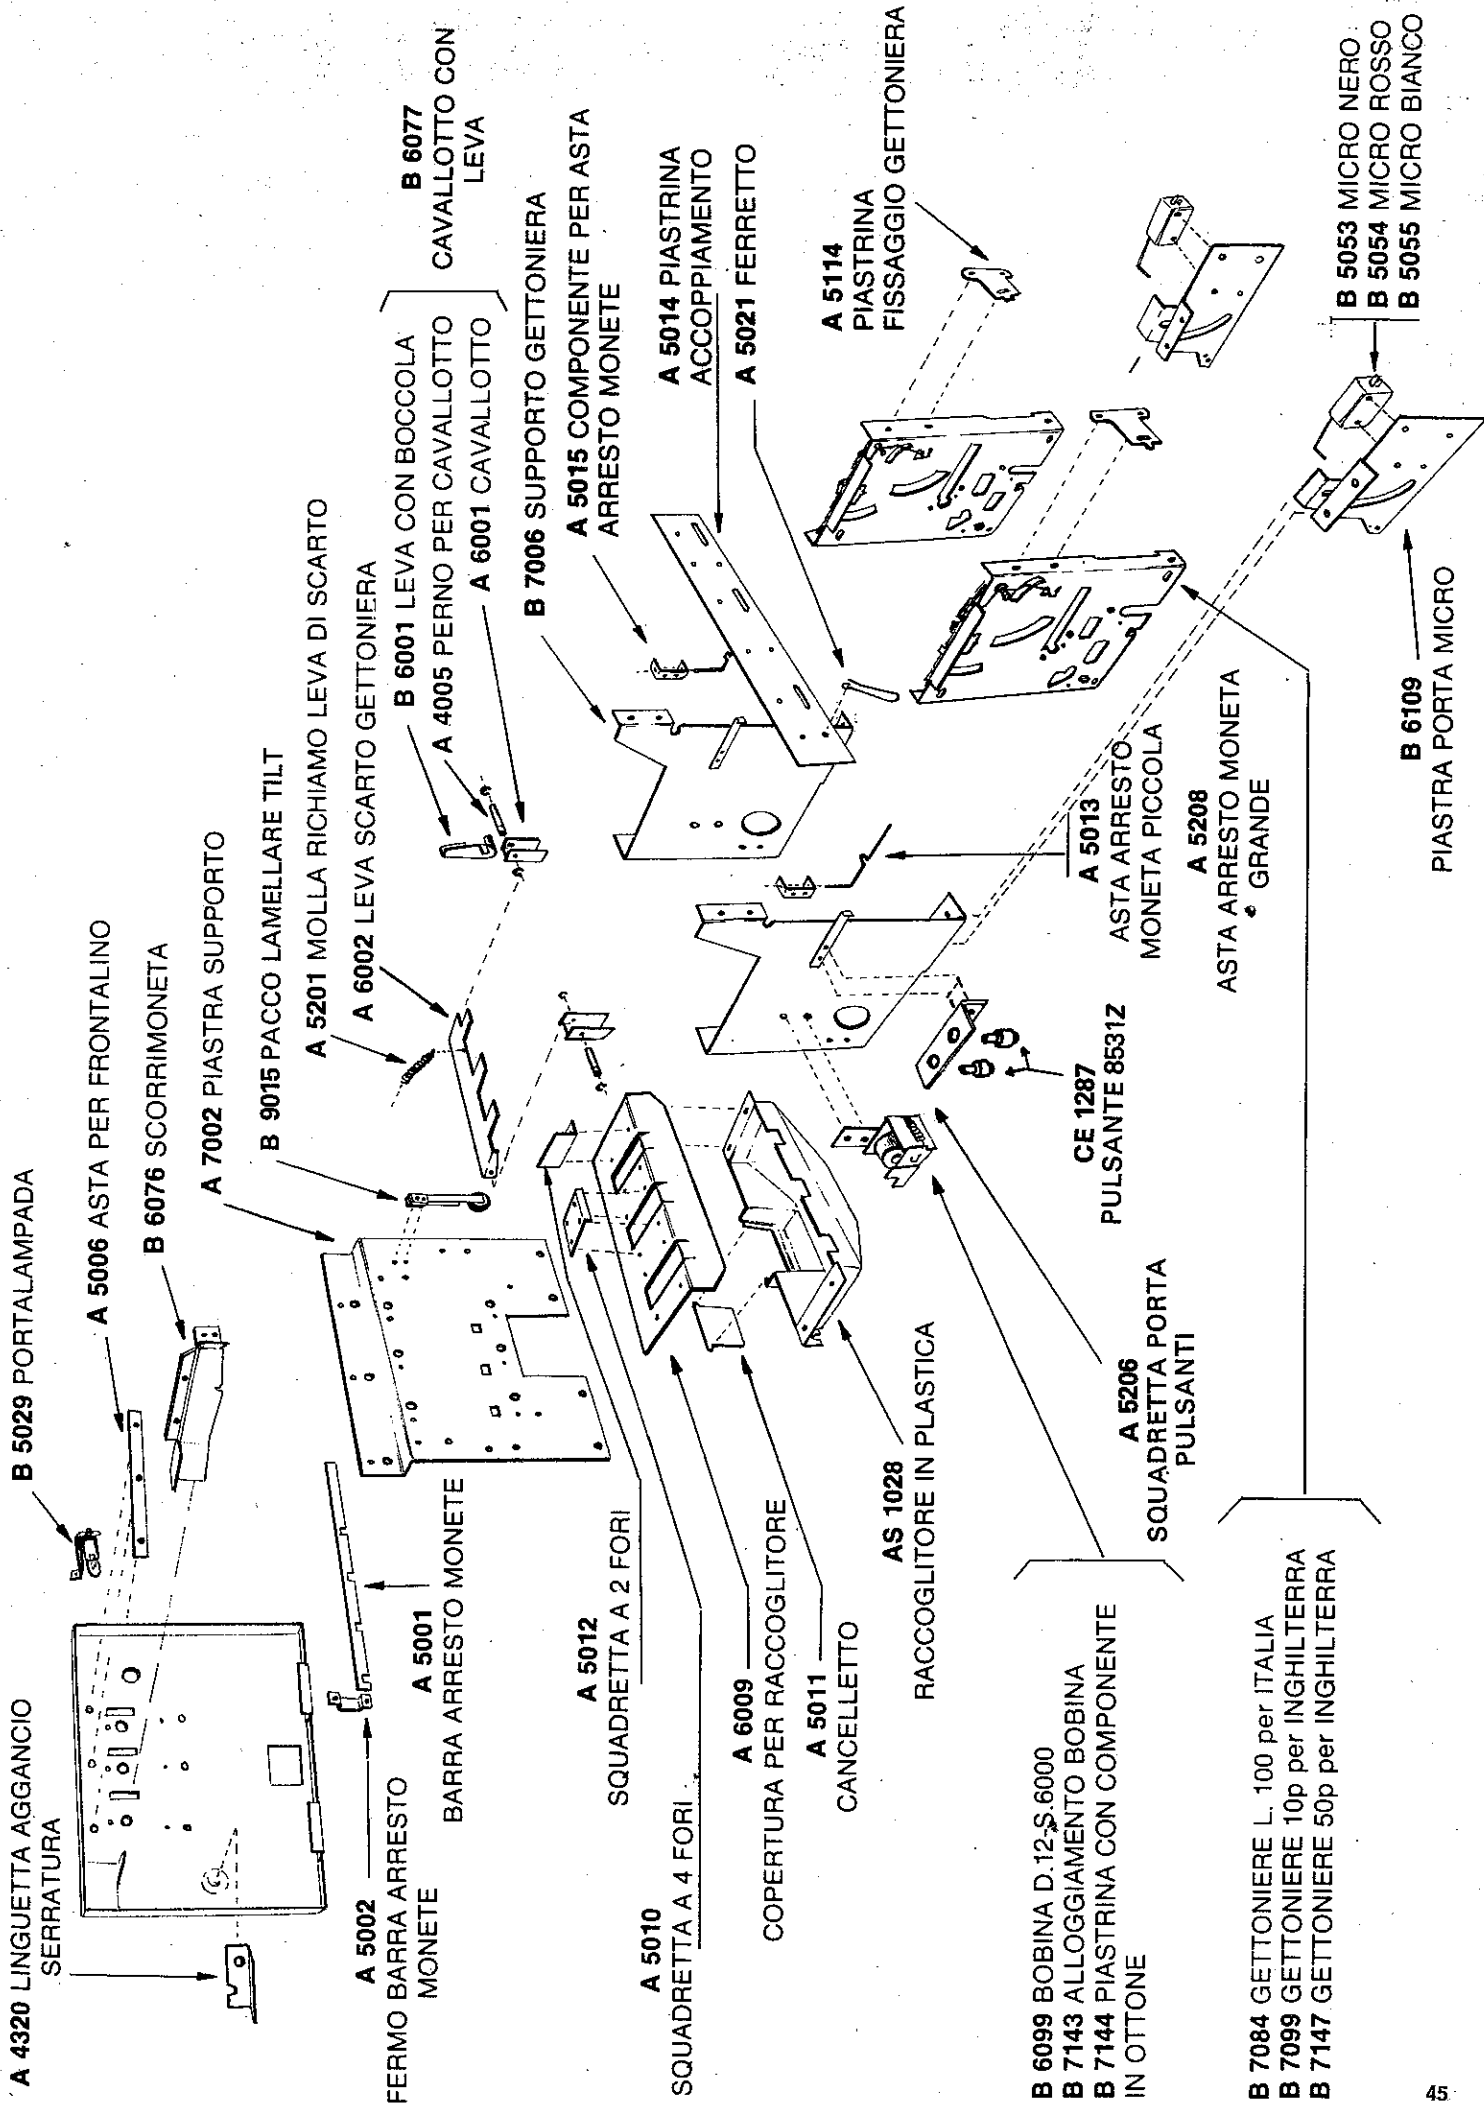 A 4320 LINGUETTA AGGANCIO
SERRATURA
B 5029 PORTALAMPADA
A 5006 ASTA PER FRONTALINO
B 6076 SCORRIMONETA
A 7002 PIASTRA SUPPORTO
B 9015 PACCO LAMELLARE TILT
A 5201 MOLLA RICHIAMO LEVA DI SCARTO
A 6002 LEVA SCARTO GETTONIERA
B 6001 LEVA CON BOCCOLA
A 4005 PERNO PER CAVALLOTTO
A 6001 CAVALLOTTO
B 6077
CAVALLOTTO CON
LEVA
B 7006 SUPPORTO GETTONIERA
A 5015 COMPONENTE PER ASTA
ARRESTO MONETE
A 5014 PIASTRINA
ACCOPPIAMENTO
A 5021 FERRETTO
A 5114
PIASTRINA
FISSAGGIO GETTONIERA
A 5002
FERMO BARRA ARRESTO
MONETE
A 5001
BARRA ARRESTO MONETE
A 5012
SQUADRETTA A 2 FORI
A 5010
SQUADRETTA A 4 FORI
A 6009
COPERTURA PER RACCOGLITORE
A 5011
CANCELLETTO
AS 1028
RACCOGLITORE IN PLASTICA
CE 1287
PULSANTE 8531Z
A 5013
ASTA ARRESTO
MONETA PICCOLA
A 5208
ASTA ARRESTO MONETA
GRANDE
A 5206
SQUADRETTA PORTA
PULSANTI
B 6099 BOBINA D.12-S.6000
B 7143 ALLOGGIAMENTO BOBINA
B 7144 PIASTRINA CON COMPONENTE
IN OTTONE
B 7084 GETTONIERE L. 100 per ITALIA
B 7099 GETTONIERE 10p per INGHILTERRA
B 7147 GETTONIERE 50p per INGHILTERRA
B 6109
PIASTRA PORTA MICRO
B 5053 MICRO NERO
B 5054 MICRO ROSSO
B 5055 MICRO BIANCO
45